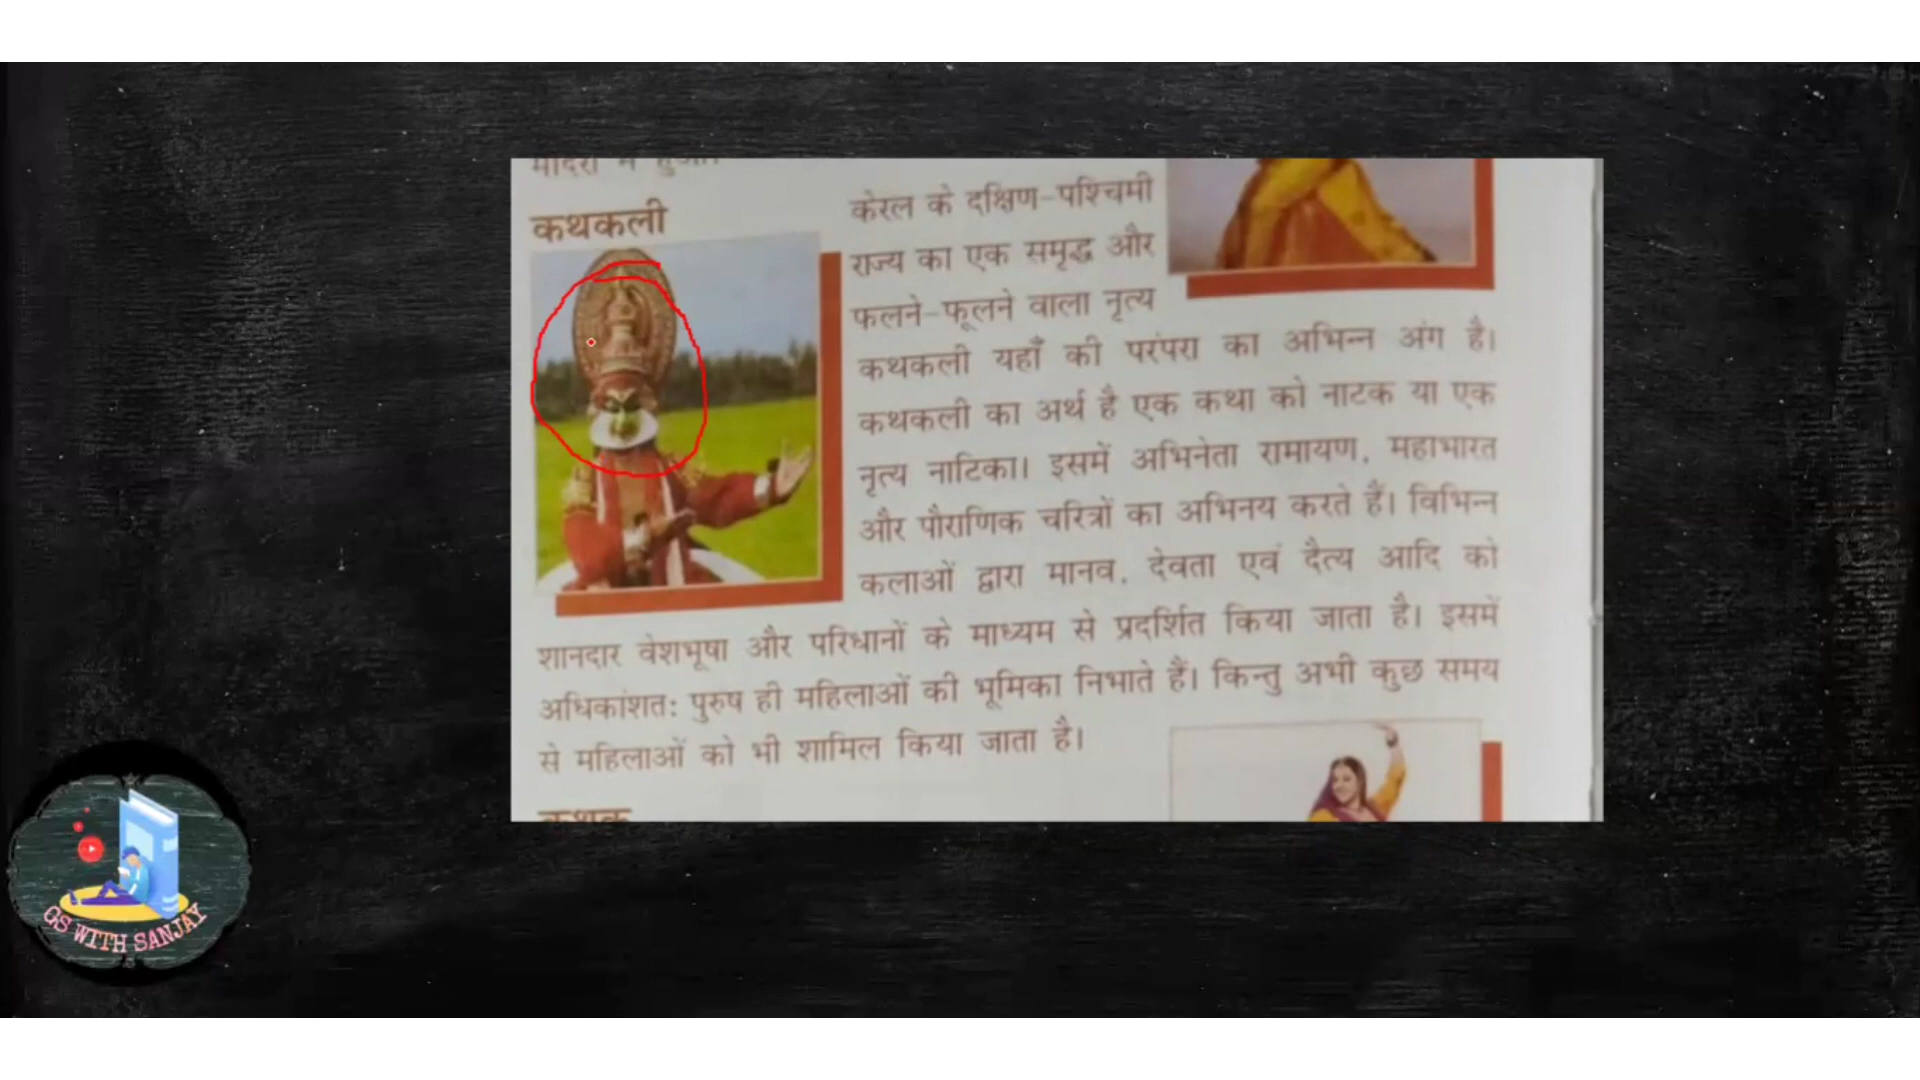 कथकली
केरल के दक्षिण-पश्चिमी
राज्य का एक समृद्ध और
फलने-फूलने वाला नृत्य
कथकली यहाँ की परंपरा का अभिन्न अंग है।
कथकली का अर्थ है एक कथा को नाटक या एक
नृत्य नाटिका। इसमें अभिनेता रामायण, महाभारत
और पौराणिक चरित्रों का अभिनय करते हैं। विभिन्न
कलाओं द्वारा मानव, देवता एवं दैत्य आदि को
शानदार वेशभूषा और परिधानों के माध्यम से प्रदर्शित किया जाता है। इसमें
अधिकांशतः पुरुष ही महिलाओं की भूमिका निभाते हैं। किन्तु अभी कुछ समय
से महिलाओं को भी शामिल किया जाता है।
GS WITH SANJAY